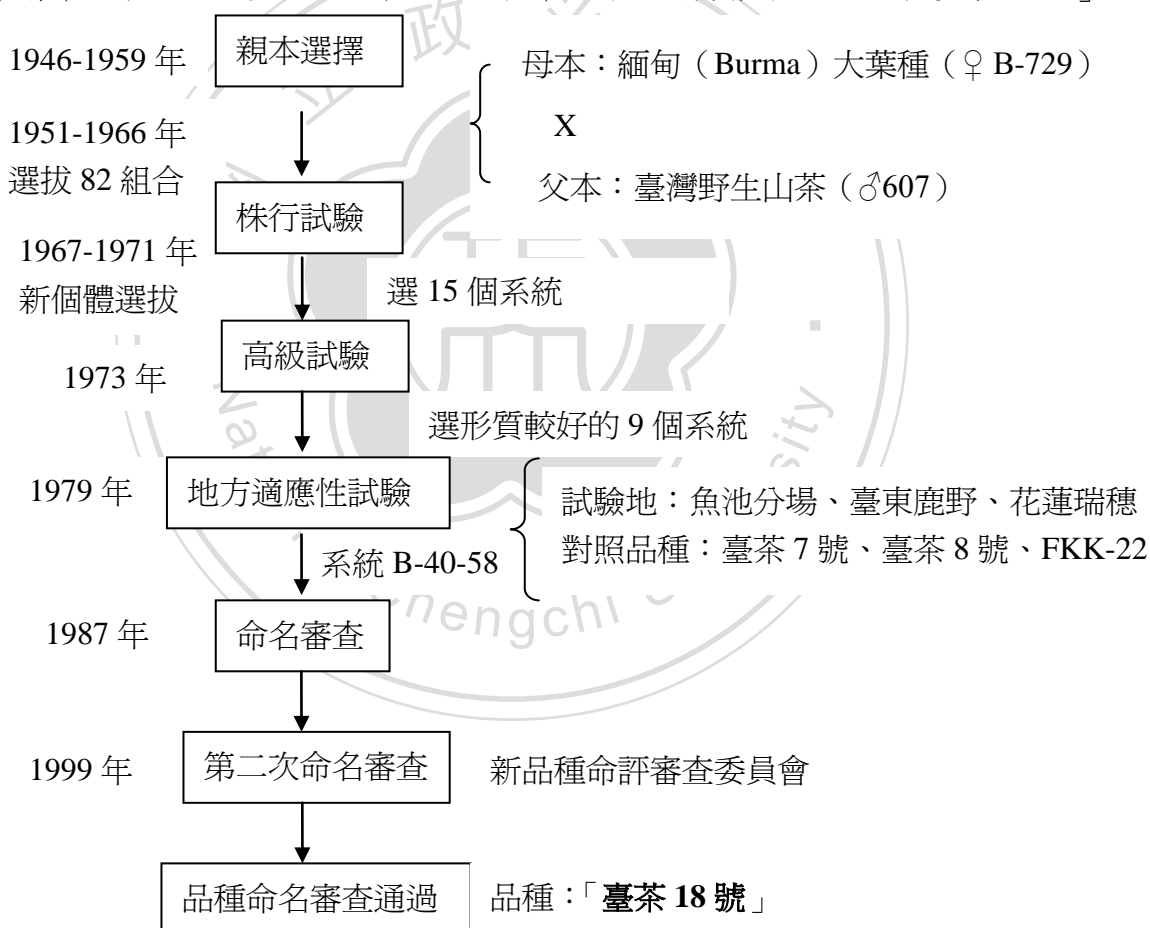 1946-1959 年
親本選擇
母本：緬甸（Burma）大葉種（♀ B-729）
X
父本：臺灣野生山茶（♂607）
1951-1966 年
選拔 82 組合
株行試驗
1967-1971 年
新個體選拔
選 15 個系統
高級試驗
1973 年
選形質較好的 9 個系統
1979 年
地方適應性試驗
試驗地：魚池分場、臺東鹿野、花蓮瑞穗
對照品種：臺茶 7 號、臺茶 8 號、FKK-22
系統 B-40-58
1987 年
命名審查
1999 年
第二次命名審查
新品種命評審查委員會
品種命名審查通過
品種：「臺茶 18 號」
政
Chengchi